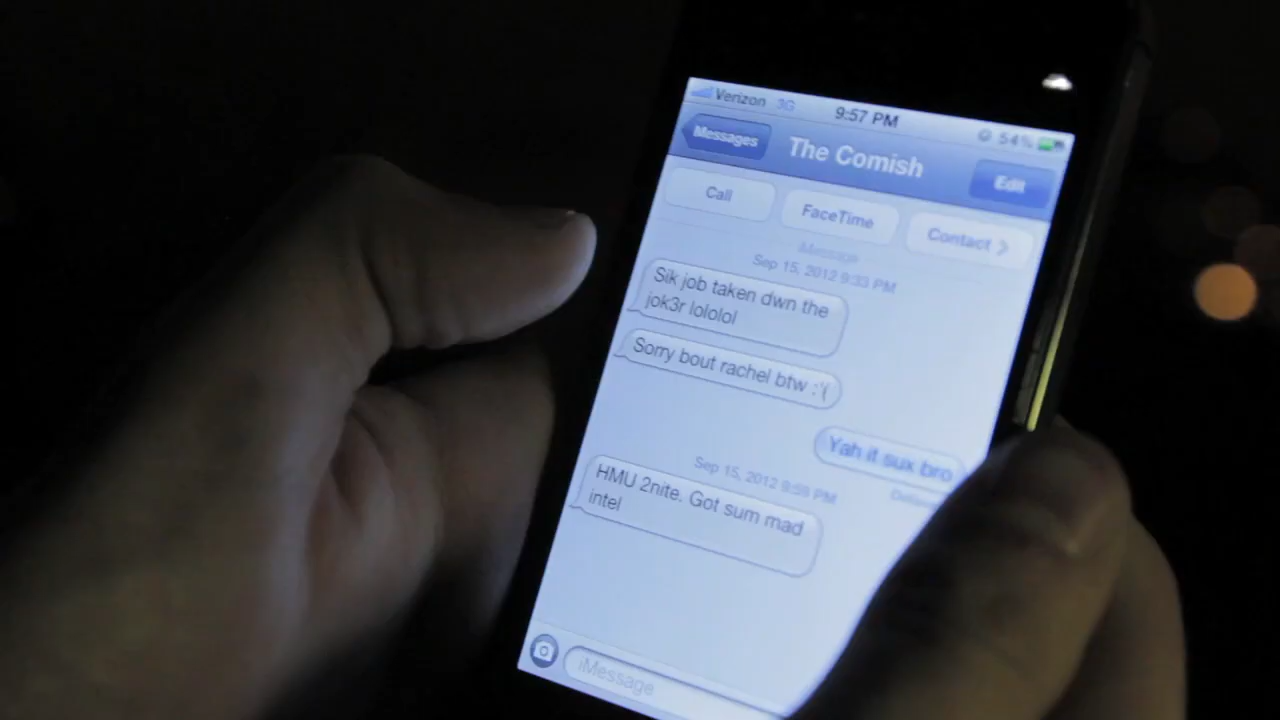 Verizon 3G 9:57 PM 54%
Messages The Comish Edit
Call FaceTime Contact
iMessage
Sep 15, 2012 9:33 PM
Sik job taken dwn the
jok3r lololol
Sorry bout rachel btw :'(
Yah it sux bro
Sep 15, 2012 9:56 PM
HMU 2nite. Got sum mad
intel
iMessage